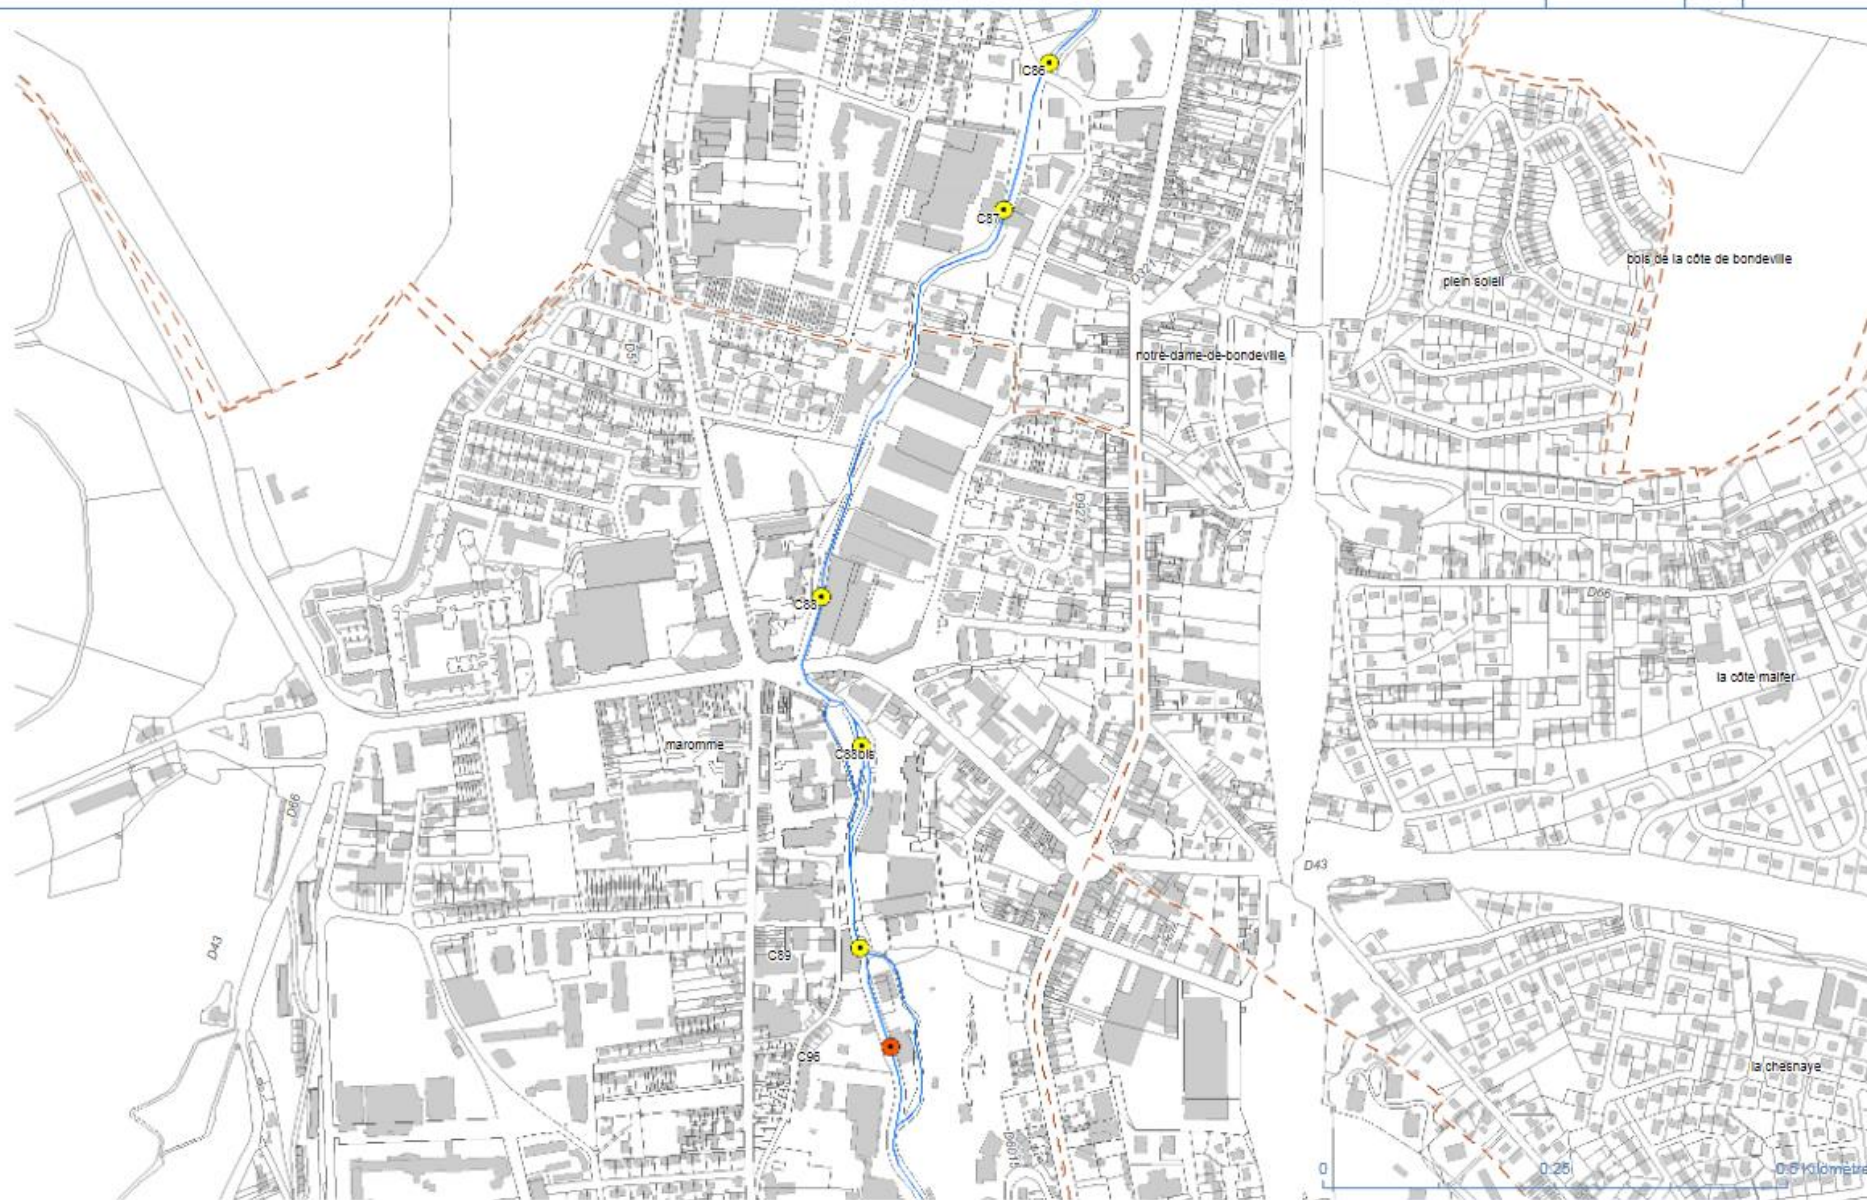 C86
C87
D321
bois de la côte de bondeville
plein soleil
D51
notre-dame-de-bondeville
D927
D66
C88
la côte malfer
maromme
C88bis
D66
D43
D43
C89
C96
la chesnaye
0 0.25 0.5 Kilomètre